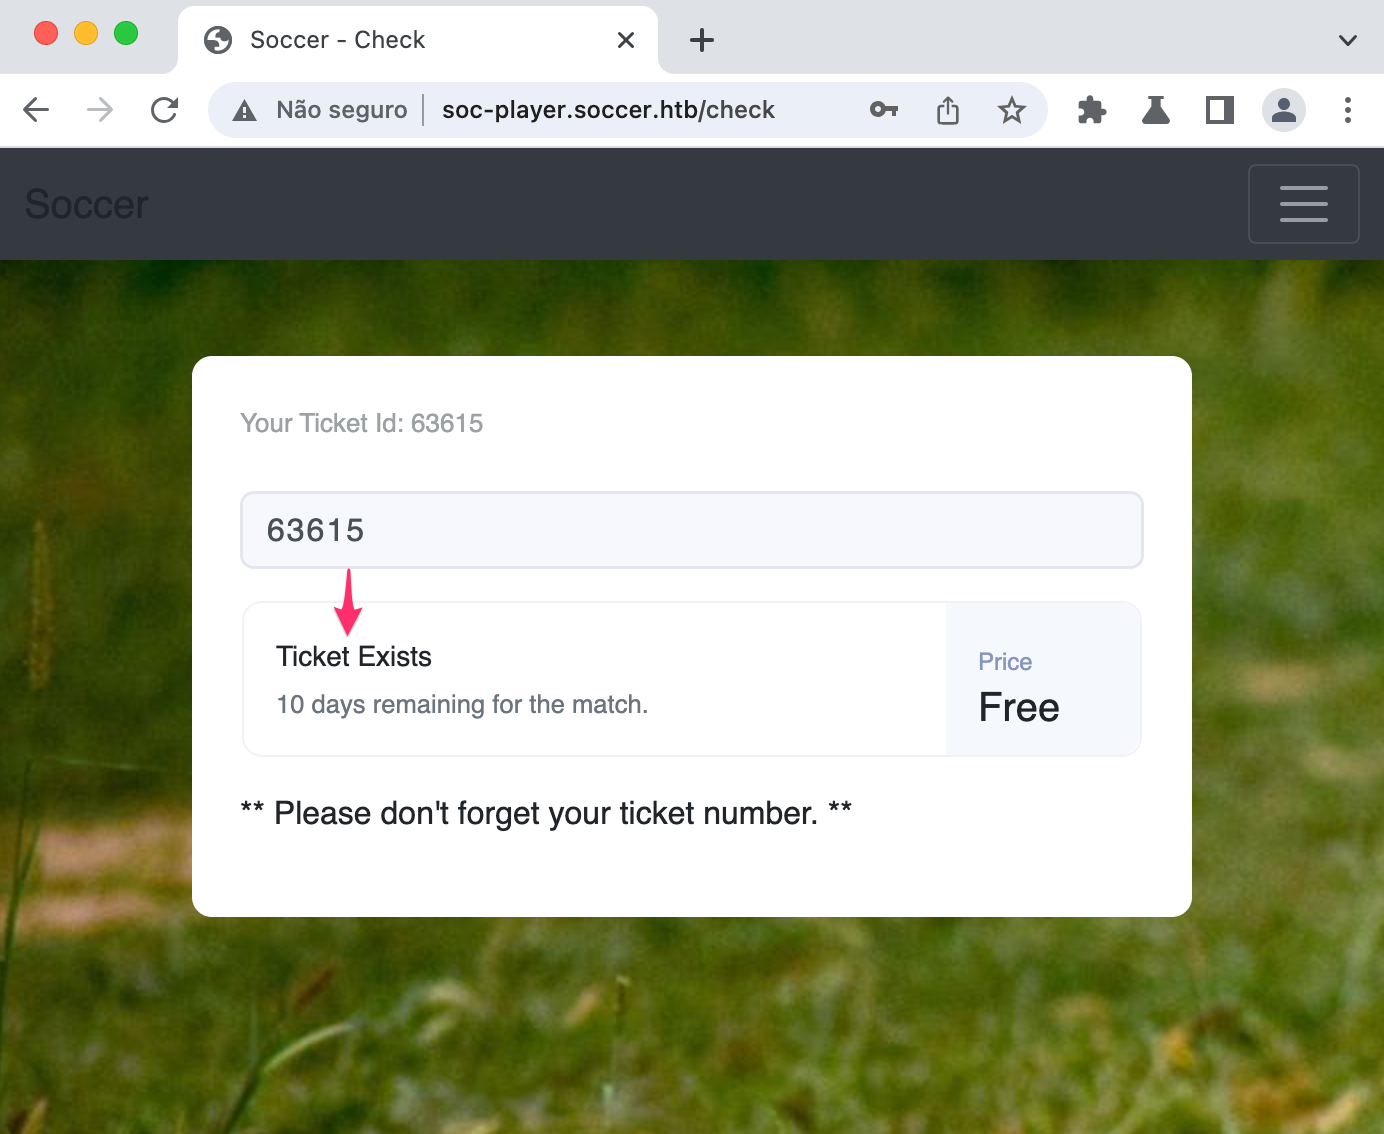 Soccer - Check
Não seguro
soc-player.soccer.htb/check
Soccer
Your Ticket Id: 63615
63615
Ticket Exists
10 days remaining for the match.
Price
Free
** Please don't forget your ticket number. **